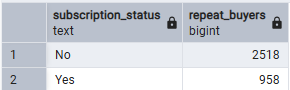 subscription_status repeat_buyers
text bigint
1 No 2518
2 Yes 958